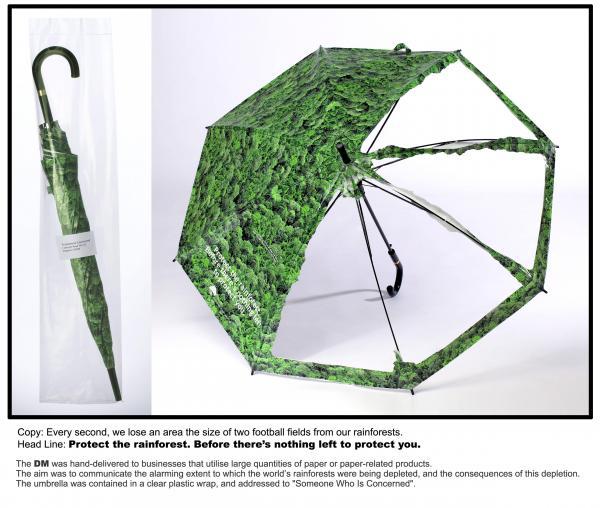 Copy: Every second, we lose an area the size of two football fields from our rainforests.
Head Line: Protect the rainforest. Before there's nothing left to protect you.
The DM was hand-delivered to businesses that utilise large quantities of paper or paper-related products.
The aim was to communicate the alarming extent to which the world's rainforests were being depleted, and the consequences of this depletion.
The umbrella was contained in a clear plastic wrap, and addressed to "Someone Who Is Concerned".